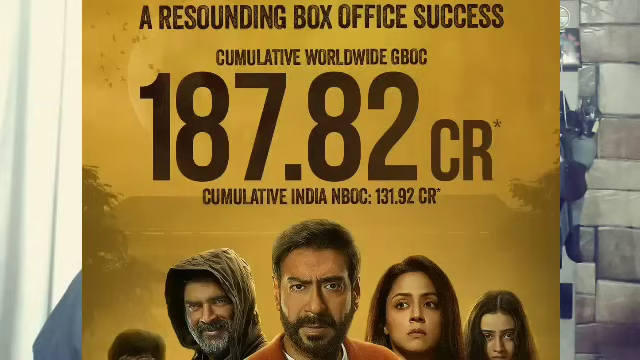 A RESOUNDING BOX OFFICE SUCCESS
CUMULATIVE WORLDWIDE GBOC
187.82 CR*
CUMULATIVE INDIA NBOC: 131.92 CR*